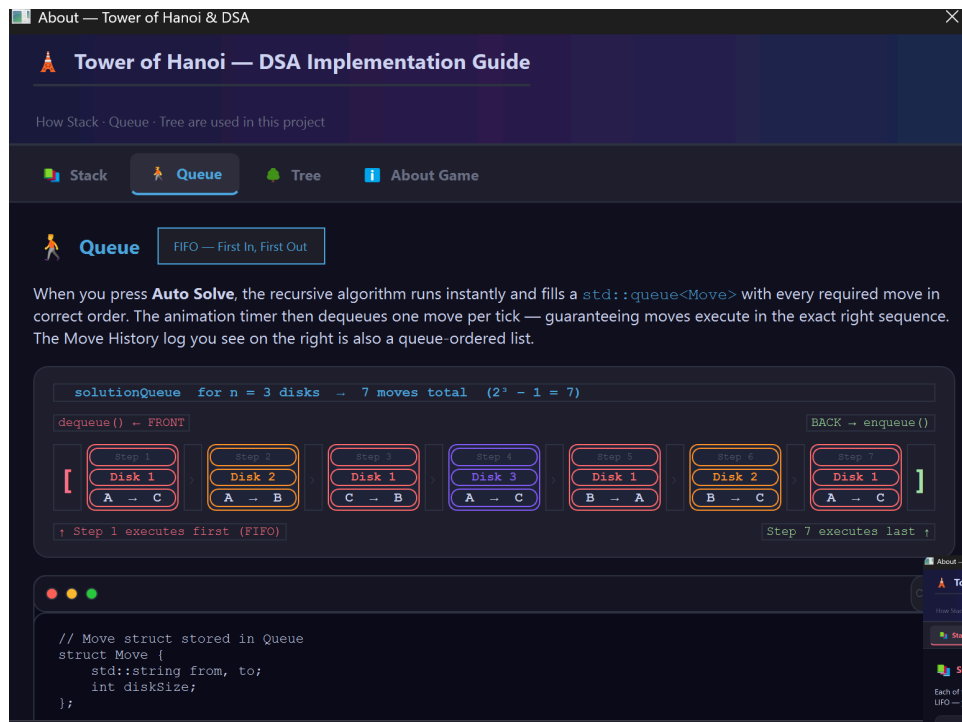 About — Tower of Hanoi & DSA
Tower of Hanoi — DSA Implementation Guide
How Stack · Queue · Tree are used in this project
Stack Queue Tree About Game
Queue FIFO — First In, First Out
When you press Auto Solve, the recursive algorithm runs instantly and fills a std::queue<Move> with every required move in
correct order. The animation timer then dequeues one move per tick — guaranteeing moves execute in the exact right sequence.
The Move History log you see on the right is also a queue-ordered list.
solutionQueue for n = 3 disks → 7 moves total (2³ − 1 = 7)
dequeue() ← FRONT BACK → enqueue()
[ Step 1 › Step 2 › Step 3 › Step 4 › Step 5 › Step 6 › Step 7 ]
Disk 1 Disk 2 Disk 1 Disk 3 Disk 1 Disk 2 Disk 1
A → C A → B C → B A → C B → A B → C A → C
↑ Step 1 executes first (FIFO) Step 7 executes last ↑
// Move struct stored in Queue
struct Move {
std::string from, to;
int diskSize;
};
About —
How Stac
Sta
Each of
LIFO —